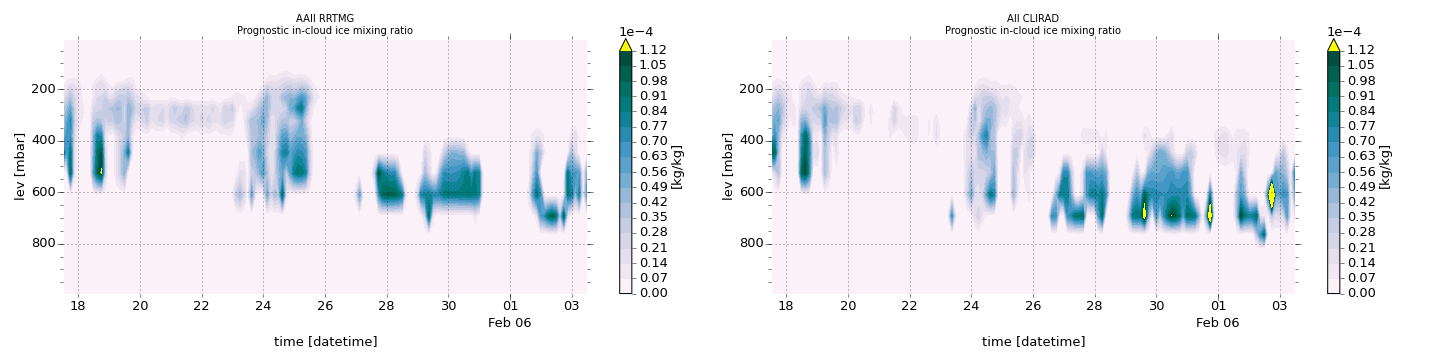 AAII RRTMG
Prognostic in-cloud ice mixing ratio
1e−4
1.12
1.05
0.98
0.91
0.84
0.77
0.70
0.63
0.56
0.49
0.42
0.35
0.28
0.21
0.14
0.07
0.00
[kg/kg]
200
400
600
800
lev [mbar]
18 20 22 24 26 28 30 01 03
Feb 06
time [datetime]
AII CLIRAD
Prognostic in-cloud ice mixing ratio
1e−4
1.12
1.05
0.98
0.91
0.84
0.77
0.70
0.63
0.56
0.49
0.42
0.35
0.28
0.21
0.14
0.07
0.00
[kg/kg]
200
400
600
800
lev [mbar]
18 20 22 24 26 28 30 01 03
Feb 06
time [datetime]